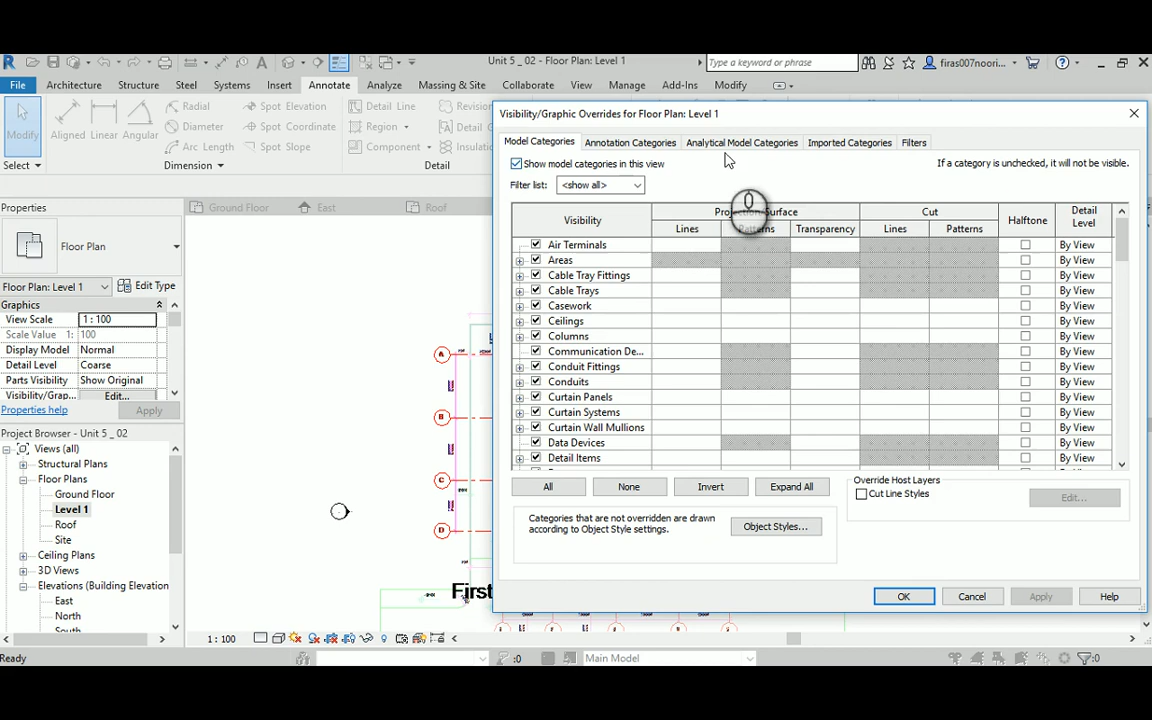 Unit 5 _ 02 - Floor Plan: Level 1
Type a keyword or phrase
firas007noori...
File Architecture Structure Steel Systems Insert Annotate Analyze Massing & Site Collaborate View Manage Add-Ins Modify
Modify
Aligned Linear Angular
Radial
Diameter
Arc Length
Spot Elevation
Spot Coordinate
Detail Line
Region
Component
Revision
Detail G
Select Dimension Detail
Ground Floor East Roof
Properties
Floor Plan
Floor Plan: Level 1 Edit Type
Graphics
View Scale 1 : 100
Scale Value 1: 100
Display Model Normal
Detail Level Coarse
Parts Visibility Show Original
Visibility/Grap... Edit...
Properties help Apply
Project Browser - Unit 5 _ 02
Views (all)
Structural Plans
Floor Plans
Ground Floor
Level 1
Roof
Site
Ceiling Plans
3D Views
Elevations (Building Elevation
East
North
South
A
B
C
D
First
1 : 100
Ready
:0
Main Model
:0
Visibility/Graphic Overrides for Floor Plan: Level 1
Model Categories Annotation Categories Analytical Model Categories Imported Categories Filters
Show model categories in this view
If a category is unchecked, it will not be visible.
Filter list: <show all>
Visibility Projection/Surface Cut Halftone Detail Level
Lines Patterns Transparency Lines Patterns
Air Terminals By View
Areas By View
Cable Tray Fittings By View
Cable Trays By View
Casework By View
Ceilings By View
Columns By View
Communication De... By View
Conduit Fittings By View
Conduits By View
Curtain Panels By View
Curtain Systems By View
Curtain Wall Mullions By View
Data Devices By View
Detail Items By View
All None Invert Expand All
Override Host Layers
Cut Line Styles Edit...
Categories that are not overridden are drawn
according to Object Style settings.
Object Styles...
OK Cancel Apply Help